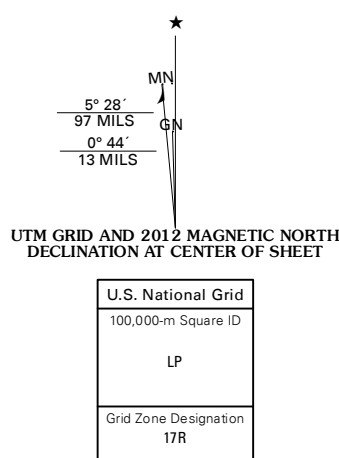 MN
5° 28´
97 MILS
GN
0° 44´
13 MILS
UTM GRID AND 2012 MAGNETIC NORTH
DECLINATION AT CENTER OF SHEET
U.S. National Grid
100,000-m Square ID
LP
Grid Zone Designation
17R